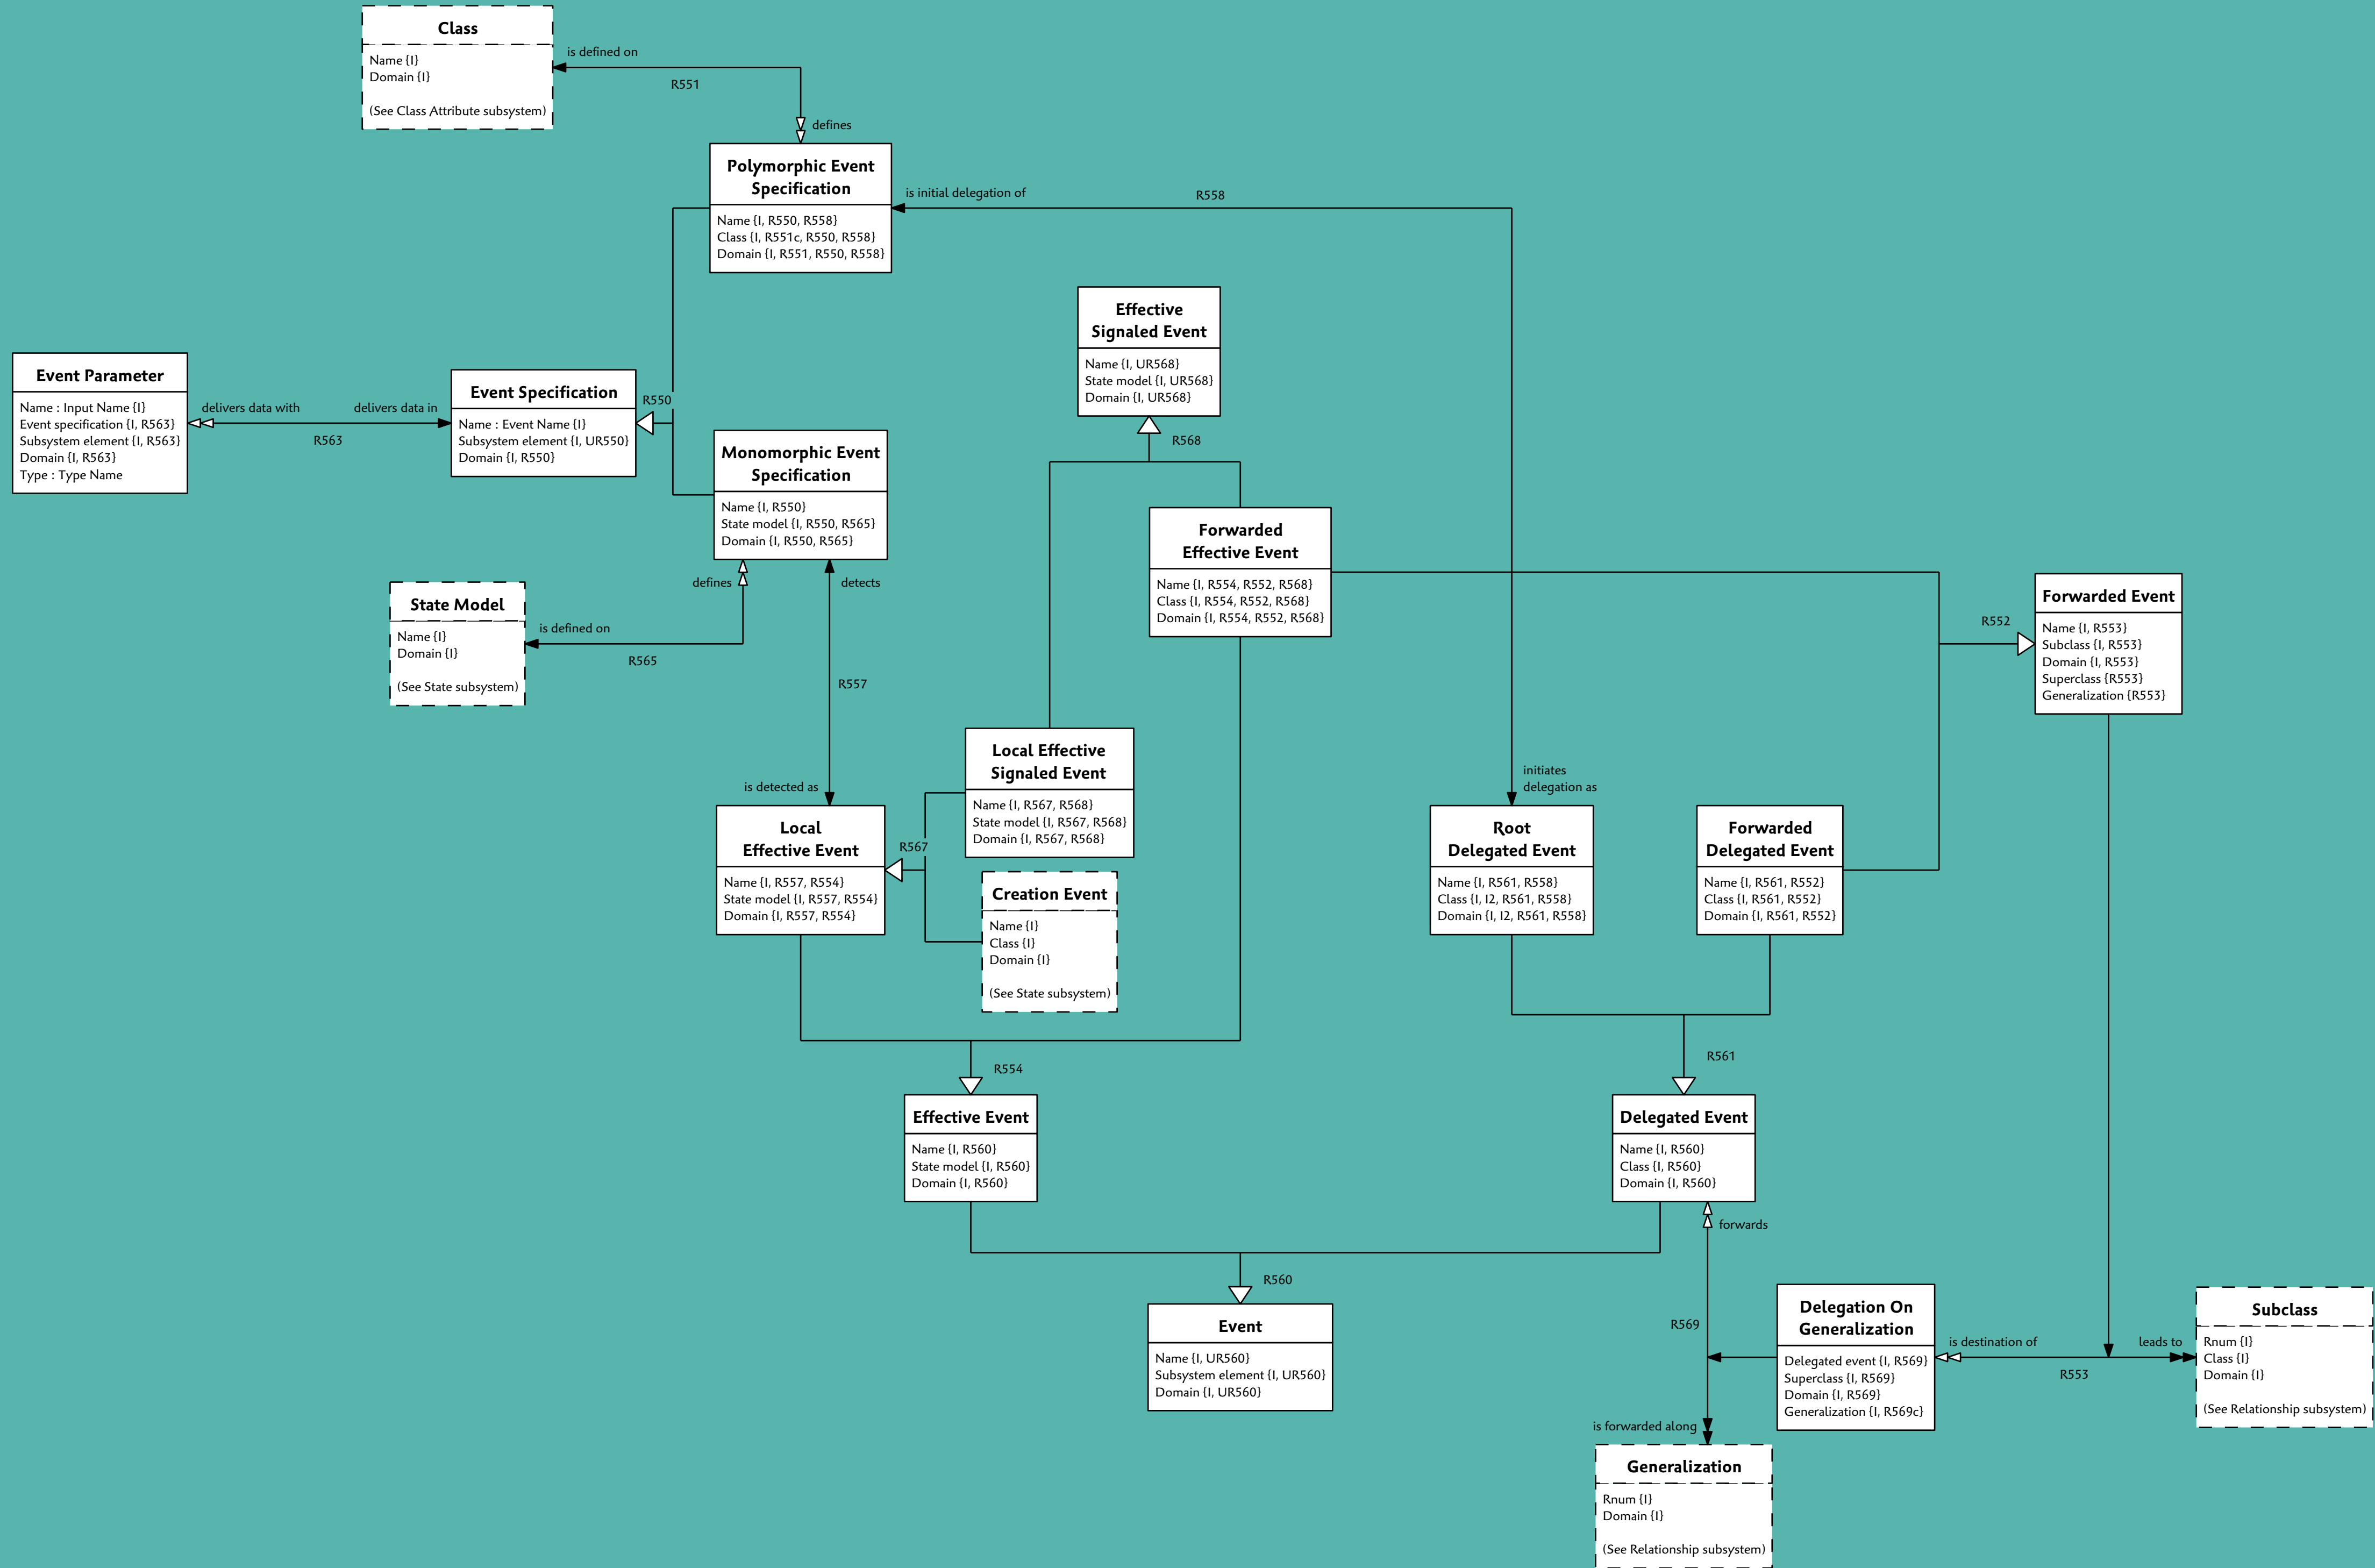 Class
Name {I}
Domain {I}
(See Class Attribute subsystem)
is defined on
R551
defines
Polymorphic Event
Specification
Name {I, R550, R558}
Class {I, R551c, R550, R558}
Domain {I, R551, R550, R558}
is initial delegation of
R558
Effective
Signaled Event
Name {I, UR568}
State model {I, UR568}
Domain {I, UR568}
R568
Event Parameter
Name : Input Name {I}
Event specification {I, R563}
Subsystem element {I, R563}
Domain {I, R563}
Type : Type Name
delivers data with
delivers data in
R563
Event Specification
Name : Event Name {I}
Subsystem element {I, UR550}
Domain {I, R550}
R550
Monomorphic Event
Specification
Name {I, R550}
State model {I, R550, R565}
Domain {I, R550, R565}
defines
detects
State Model
Name {I}
Domain {I}
(See State subsystem)
is defined on
R565
R557
Forwarded
Effective Event
Name {I, R554, R552, R568}
Class {I, R554, R552, R568}
Domain {I, R554, R552, R568}
R552
Forwarded Event
Name {I, R553}
Subclass {I, R553}
Domain {I, R553}
Superclass {R553}
Generalization {R553}
is detected as
Local
Effective Event
Name {I, R557, R554}
State model {I, R557, R554}
Domain {I, R557, R554}
R567
Local Effective
Signaled Event
Name {I, R567, R568}
State model {I, R567, R568}
Domain {I, R567, R568}
Creation Event
Name {I}
Class {I}
Domain {I}
(See State subsystem)
initiates
delegation as
Root
Delegated Event
Name {I, R561, R558}
Class {I, I2, R561, R558}
Domain {I, I2, R561, R558}
Forwarded
Delegated Event
Name {I, R561, R552}
Class {I, R561, R552}
Domain {I, R561, R552}
R554
R561
Effective Event
Name {I, R560}
State model {I, R560}
Domain {I, R560}
Delegated Event
Name {I, R560}
Class {I, R560}
Domain {I, R560}
forwards
R560
Event
Name {I, UR560}
Subsystem element {I, UR560}
Domain {I, UR560}
R569
Delegation On
Generalization
Delegated event {I, R569}
Superclass {I, R569}
Domain {I, R569}
Generalization {I, R569c}
is destination of
leads to
R553
Subclass
Rnum {I}
Class {I}
Domain {I}
(See Relationship subsystem)
is forwarded along
Generalization
Rnum {I}
Domain {I}
(See Relationship subsystem)